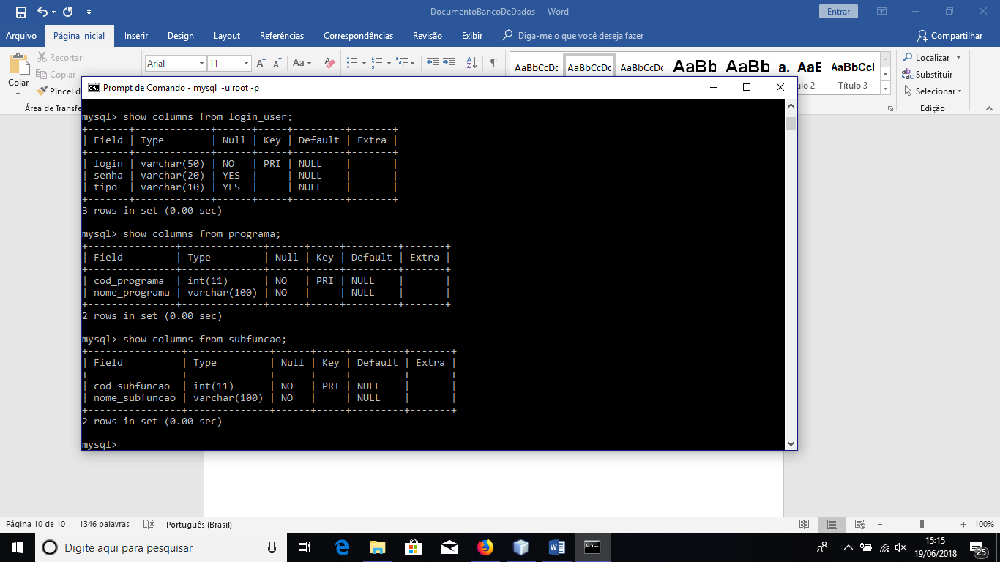 DocumentoBancoDeDados - Word
Entrar
Arquivo Página Inicial Inserir Design Layout Referências Correspondências Revisão Exibir Diga-me o que você deseja fazer Compartilhar
Colar
Recortar
Copiar
Pincel d
Área de Transfe
Arial 11
Aa
AaBbCcDc AaBbCcDc AaBbCcDc AaBb AaBb a. AaE AaBbCcI
ulo 2 Título 3
Localizar
Substituir
Selecionar
Edição
Prompt de Comando - mysql -u root -p
mysql> show columns from login_user;
+-------+-------------+------+-----+---------+-------+
| Field | Type        | Null | Key | Default | Extra |
+-------+-------------+------+-----+---------+-------+
| login | varchar(50) | NO   | PRI | NULL    |       |
| senha | varchar(20) | YES  |     | NULL    |       |
| tipo  | varchar(10) | YES  |     | NULL    |       |
+-------+-------------+------+-----+---------+-------+
3 rows in set (0.00 sec)
mysql> show columns from programa;
+---------------+--------------+------+-----+---------+-------+
| Field         | Type         | Null | Key | Default | Extra |
+---------------+--------------+------+-----+---------+-------+
| cod_programa  | int(11)      | NO   | PRI | NULL    |       |
| nome_programa | varchar(100) | NO   |     | NULL    |       |
+---------------+--------------+------+-----+---------+-------+
2 rows in set (0.00 sec)
mysql> show columns from subfuncao;
+----------------+--------------+------+-----+---------+-------+
| Field          | Type         | Null | Key | Default | Extra |
+----------------+--------------+------+-----+---------+-------+
| cod_subfuncao  | int(11)      | NO   | PRI | NULL    |       |
| nome_subfuncao | varchar(100) | NO   |     | NULL    |       |
+----------------+--------------+------+-----+---------+-------+
2 rows in set (0.00 sec)
mysql>
Página 10 de 10 1346 palavras Português (Brasil) 100%
Digite aqui para pesquisar
15:15
19/06/2018
25